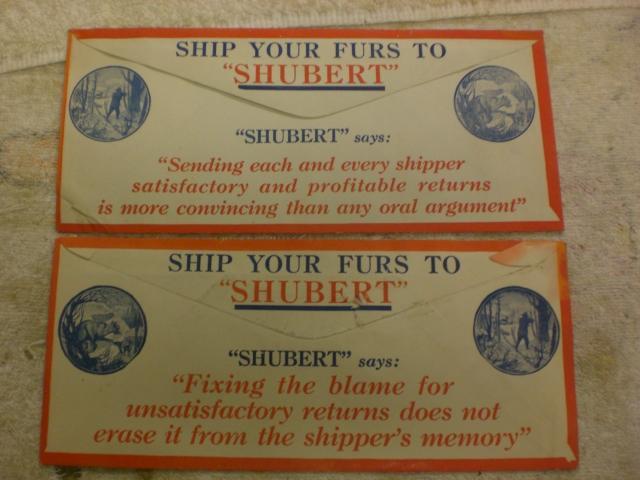 SHIP YOUR FURS TO
"SHUBERT"
"SHUBERT" says:
"Sending each and every shipper
satisfactory and profitable returns
is more convincing than any oral argument"
SHIP YOUR FURS TO
"SHUBERT"
"SHUBERT" says:
"Fixing the blame for
unsatisfactory returns does not
erase it from the shipper's memory"